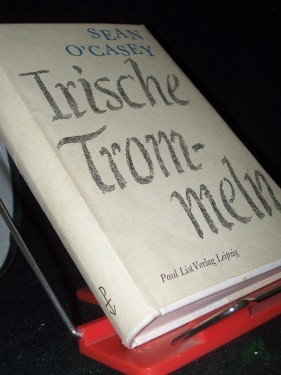 SEAN
O'CASEY
Irische
Trom-
meln
Paul List Verlag Leipzig